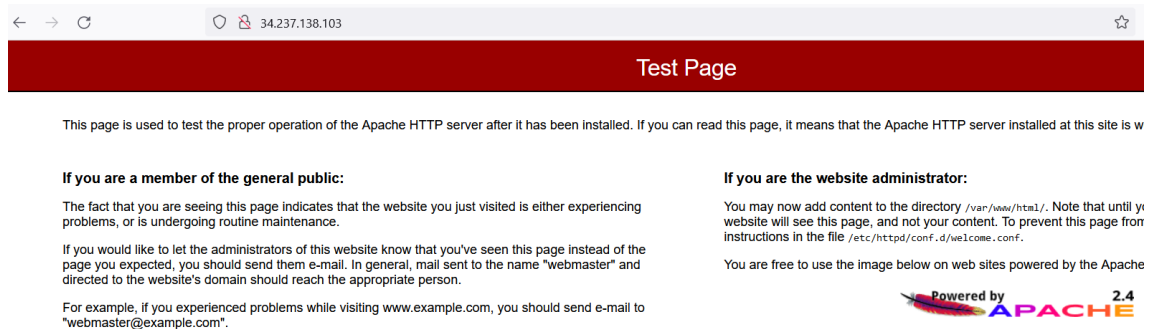 34.237.138.103
Test Page
This page is used to test the proper operation of the Apache HTTP server after it has been installed. If you can read this page, it means that the Apache HTTP server installed at this site is w
If you are a member of the general public:
The fact that you are seeing this page indicates that the website you just visited is either experiencing
problems, or is undergoing routine maintenance.
If you would like to let the administrators of this website know that you've seen this page instead of the
page you expected, you should send them e-mail. In general, mail sent to the name "webmaster" and
directed to the website's domain should reach the appropriate person.
For example, if you experienced problems while visiting www.example.com, you should send e-mail to
"webmaster@example.com".
If you are the website administrator:
You may now add content to the directory /var/www/html/. Note that until yo
website will see this page, and not your content. To prevent this page from
instructions in the file /etc/httpd/conf.d/welcome.conf.
You are free to use the image below on web sites powered by the Apache
Powered by 2.4
APACHE